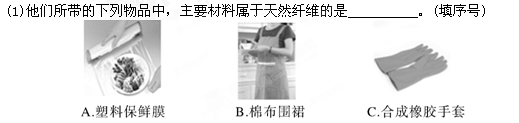 (1)他们所带的下列物品中，主要材料属于天然纤维的是__________。(填序号)
A.塑料保鲜膜 B.棉布围裙 C.合成橡胶手套